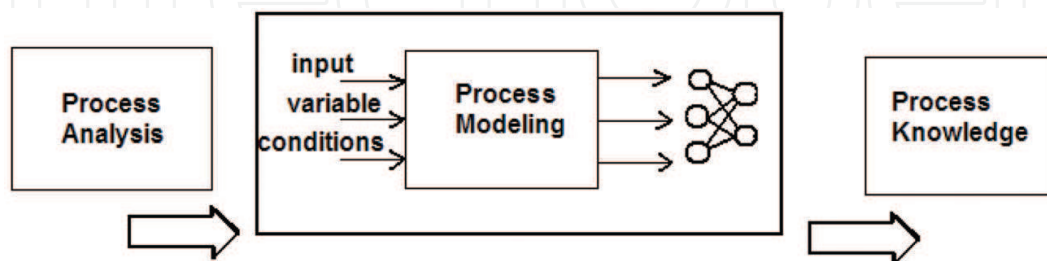 Process
Analysis
input
variable
conditions
Process
Modeling
Process
Knowledge